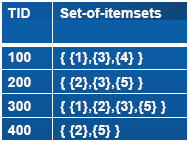 TID Set-of-itemsets
100 { {1},{3},{4} }
200 { {2},{3},{5} }
300 { {1},{2},{3},{5} }
400 { {2},{5} }